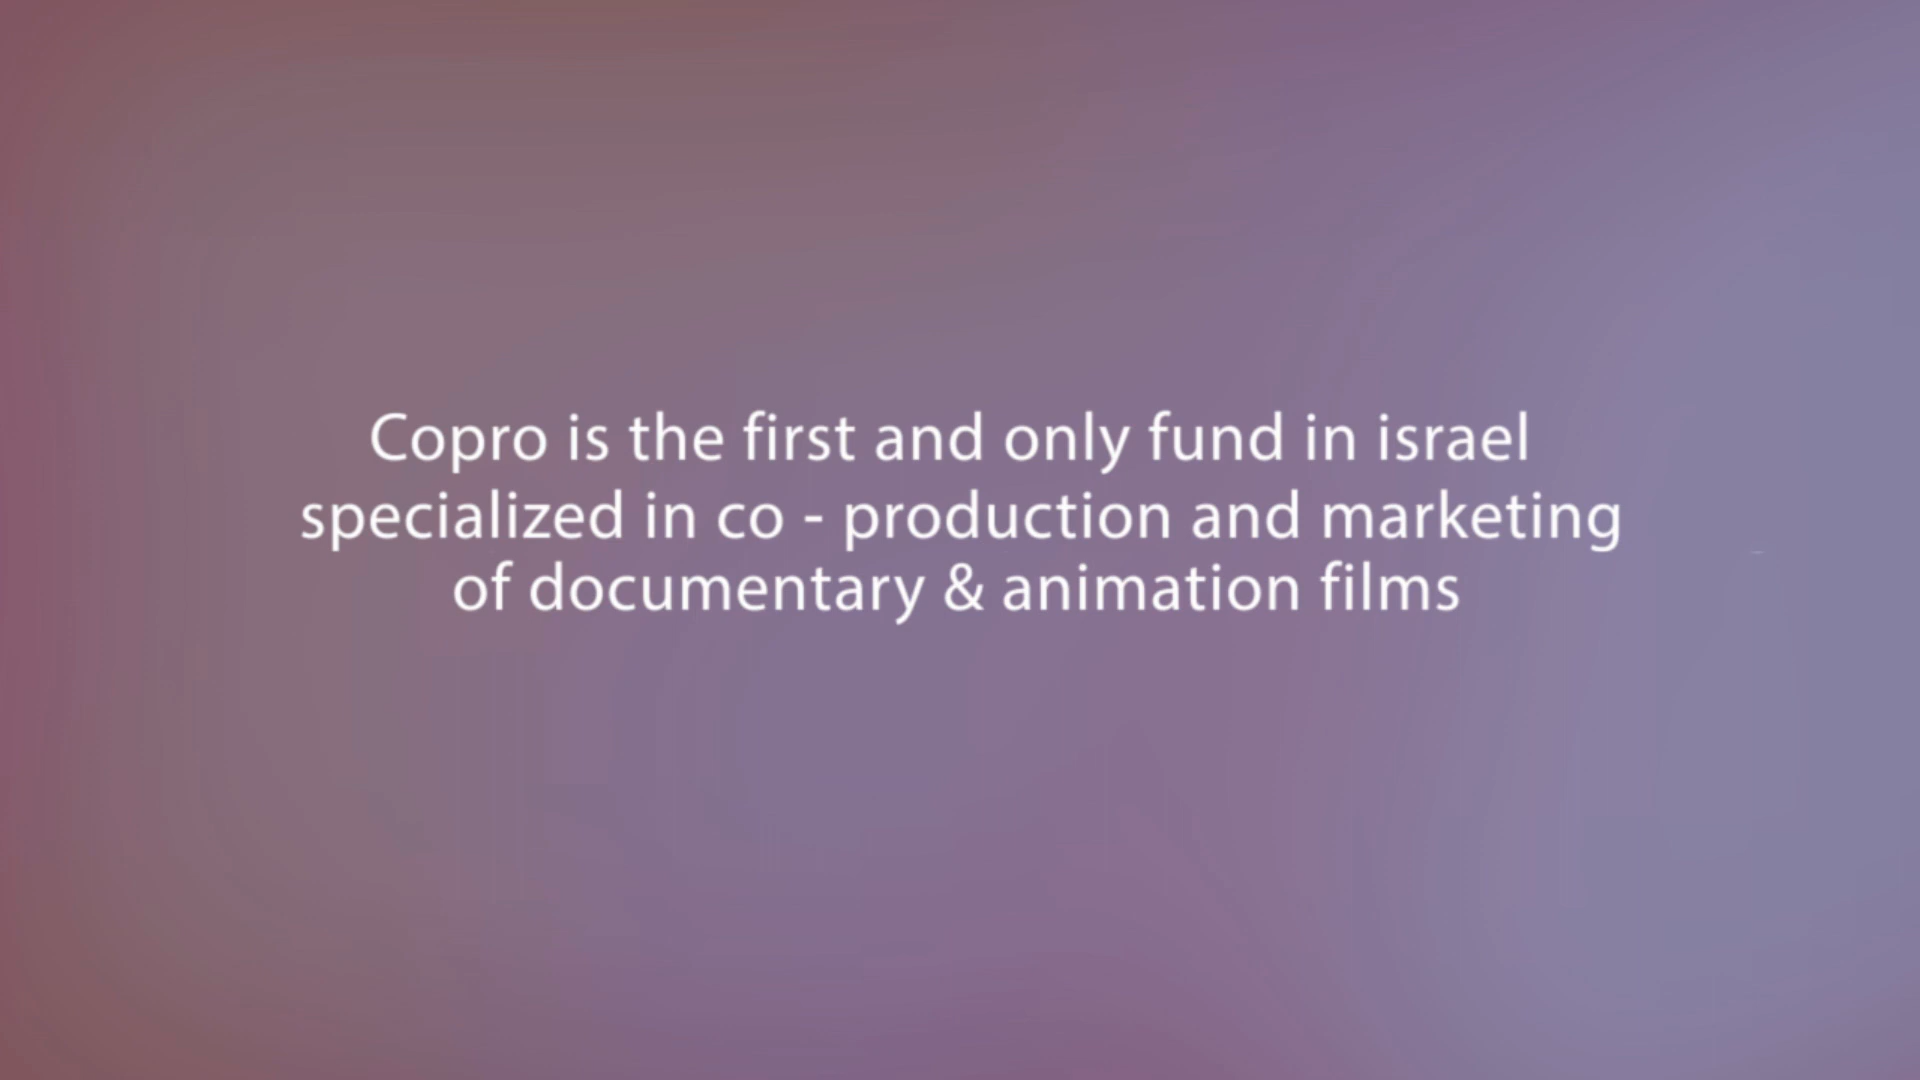 Copro is the first and only fund in israel
specialized in co - production and marketing
of documentary & animation films